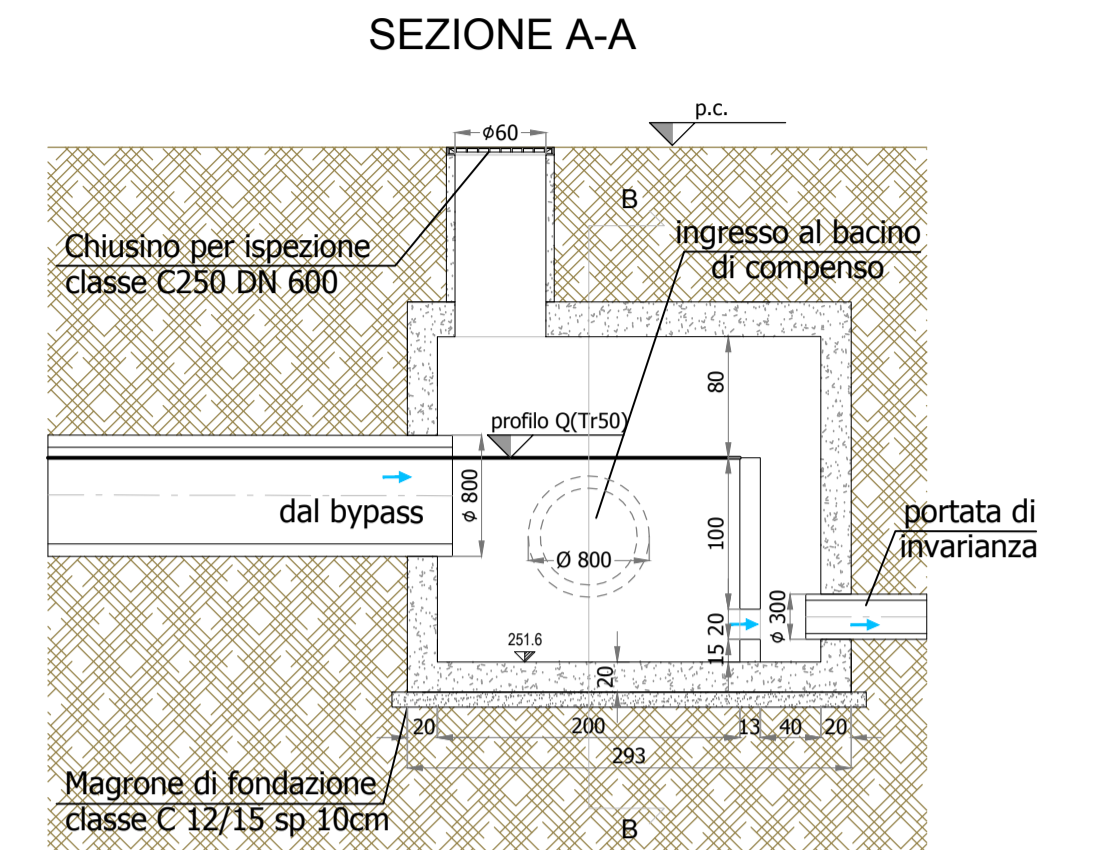 SEZIONE A-A
p.c.
ϕ60
B
Chiusino per ispezione
classe C250 DN 600
ingresso al bacino
di compenso
80
profilo Q(Tr50)
ϕ 800
dal bypass
100
Ø 800
portata di
invarianza
ϕ 300
20
15
251.6
20
20
200
13
40
20
293
Magrone di fondazione
classe C 12/15 sp 10cm
B